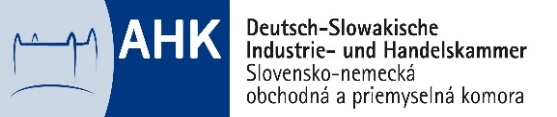 AHK
Deutsch-Slowakische
Industrie- und Handelskammer
Slovensko-nemecká
obchodná a priemyselná komora